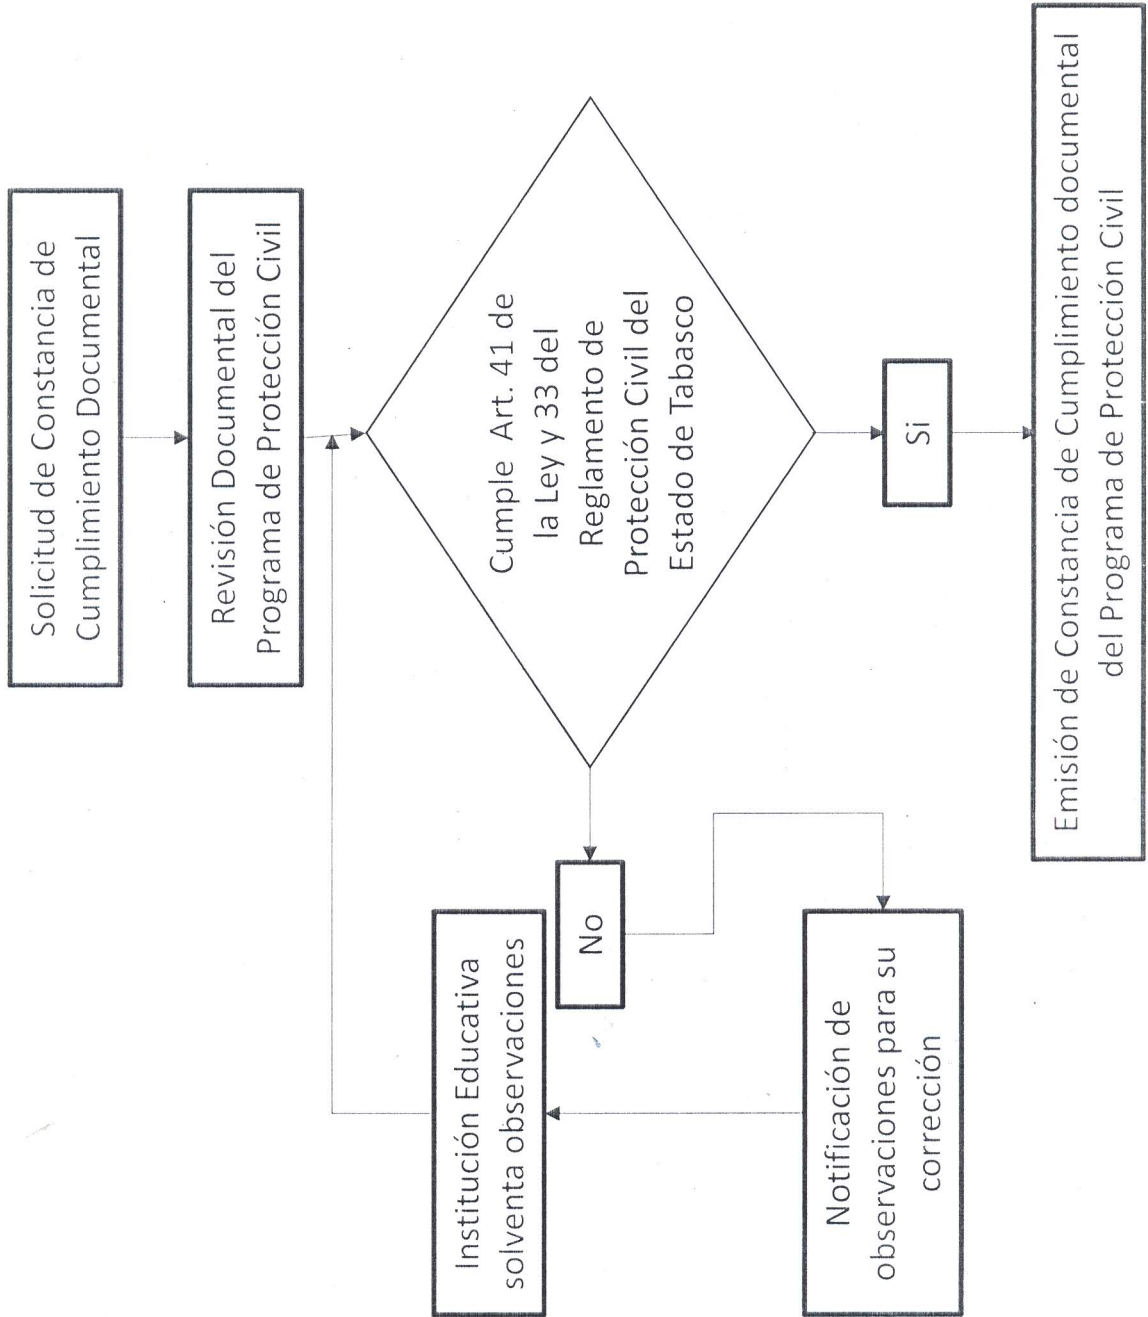 Solicitud de Constancia de
Cumplimiento Documental
Revisión Documental del
Programa de Protección Civil
Cumple Art. 41 de
la Ley y 33 del
Reglamento de
Protección Civil del
Estado de Tabasco
Si
Emisión de Constancia de Cumplimiento documental
del Programa de Protección Civil
No
Notificación de
observaciones para su
corrección
Institución Educativa
solventa observaciones